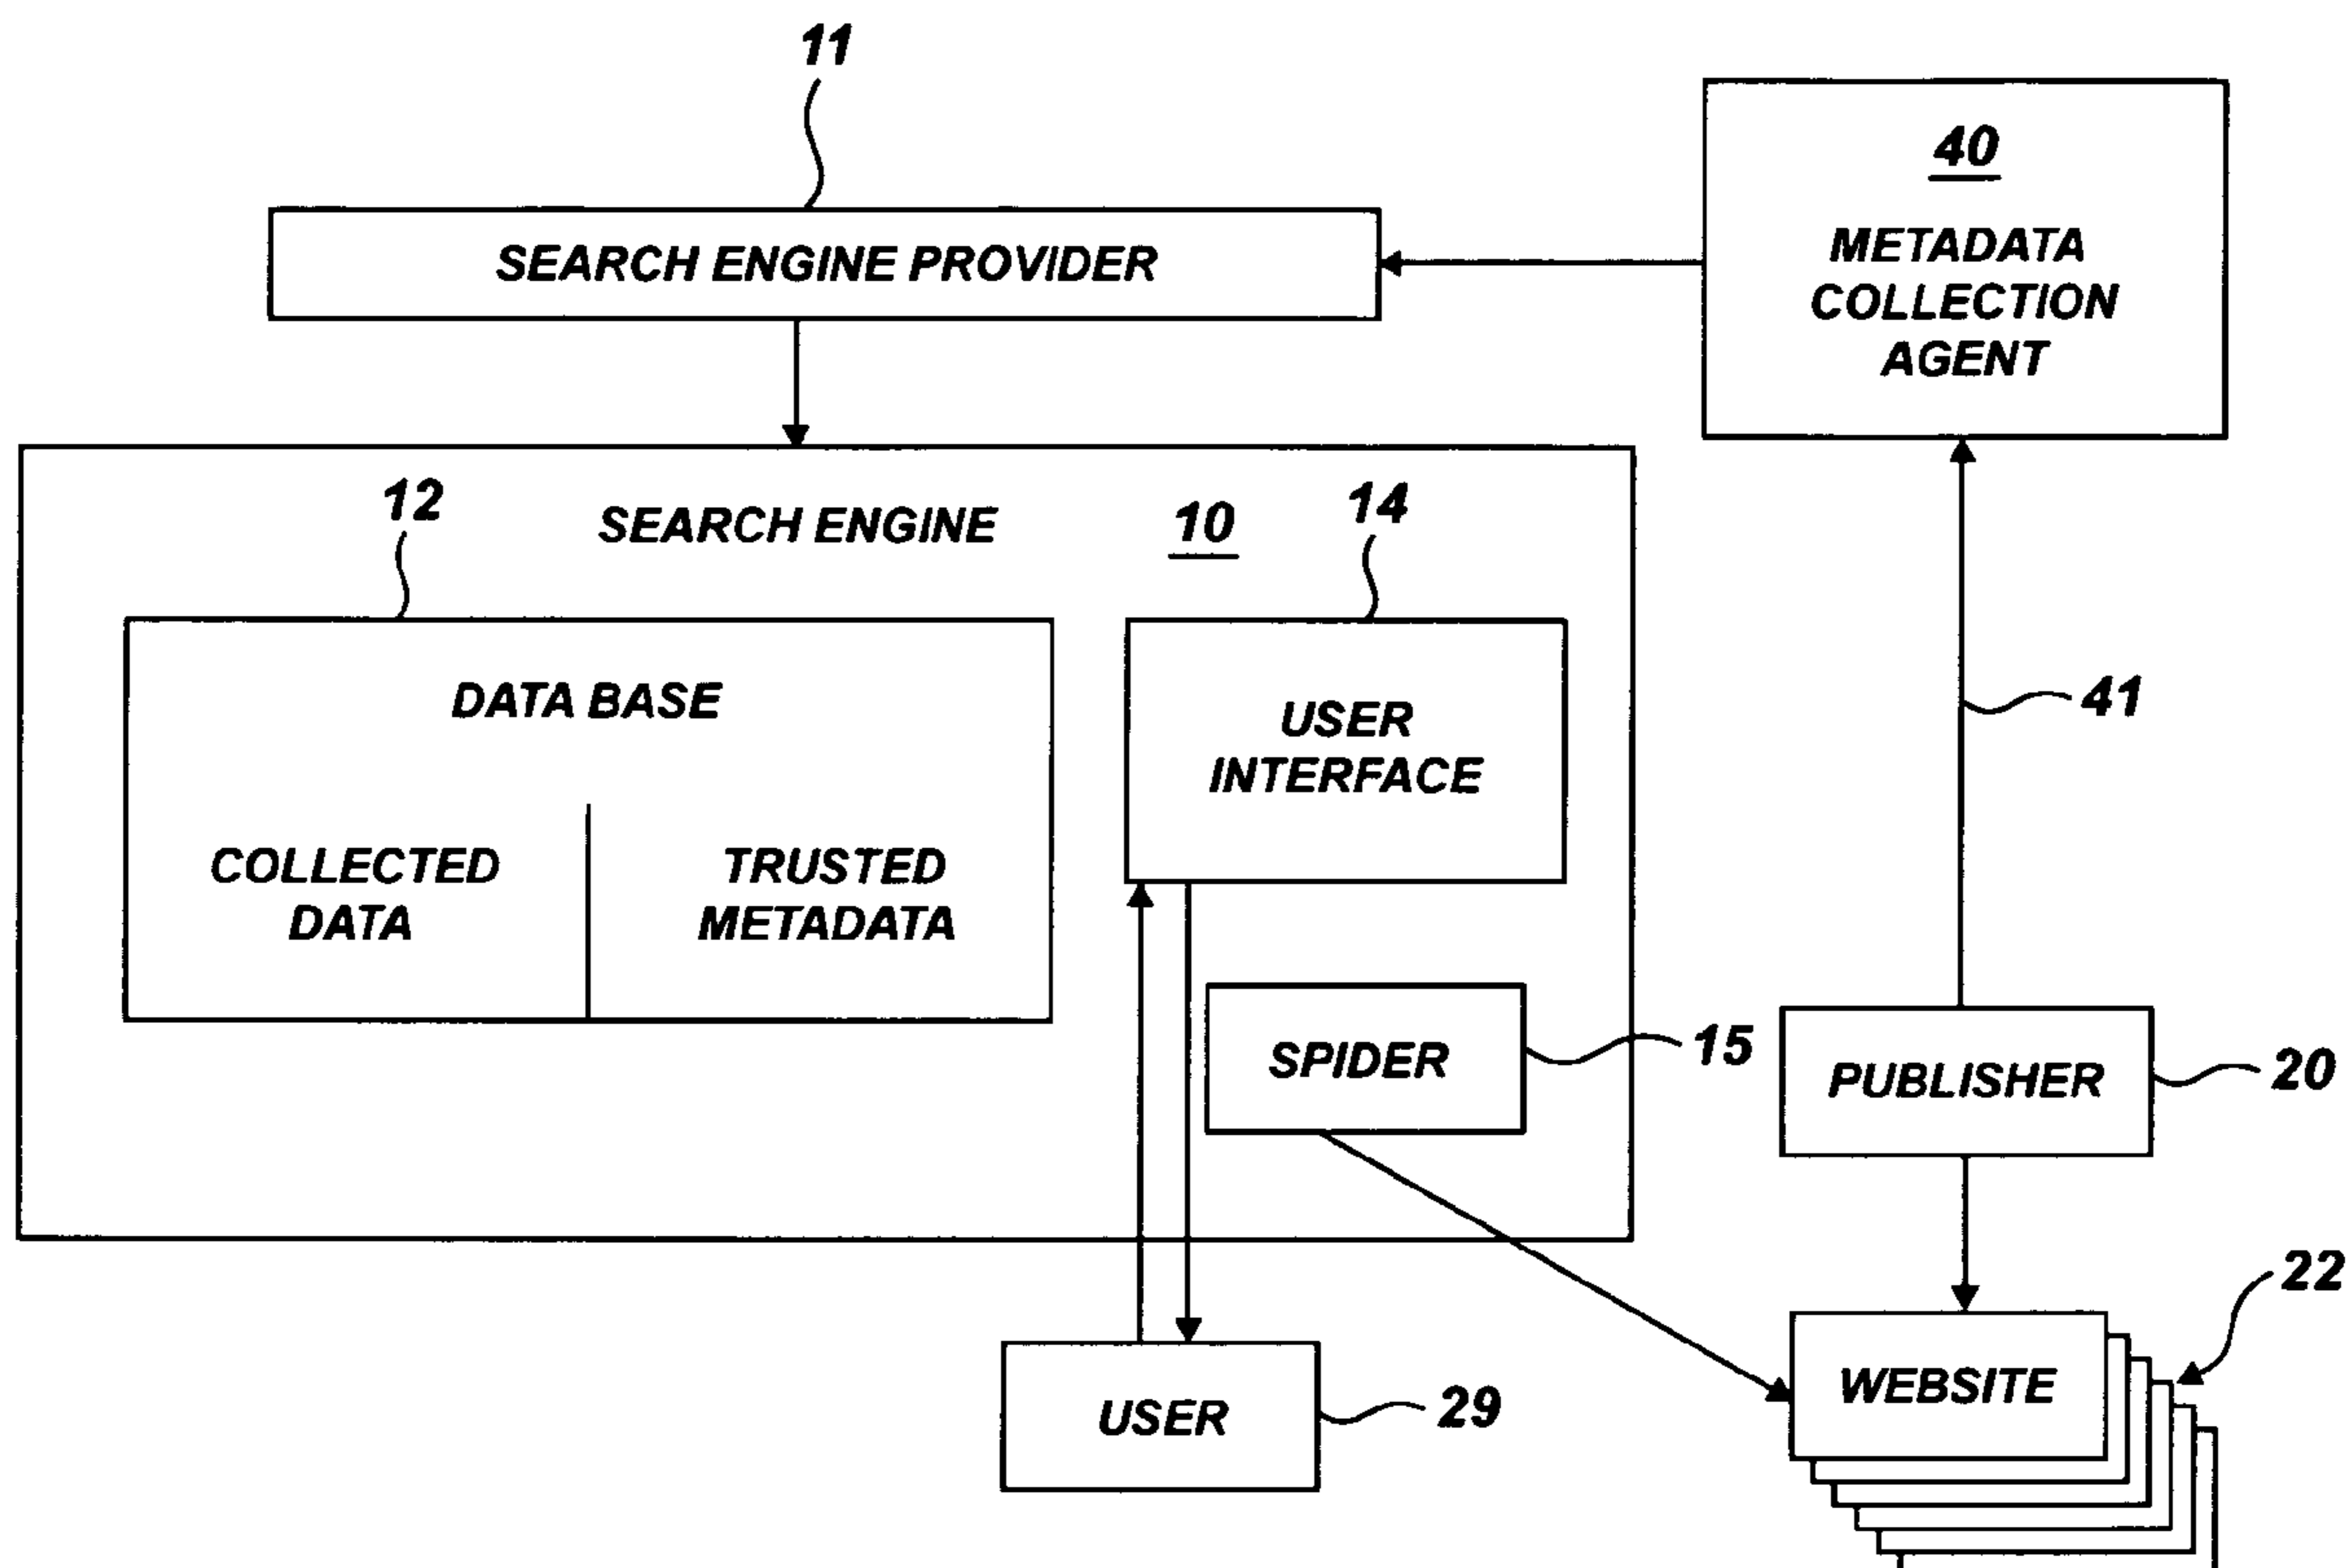 11
40
METADATA
COLLECTION
AGENT
SEARCH ENGINE PROVIDER
12
SEARCH ENGINE
10
14
DATA BASE
COLLECTED
DATA
TRUSTED
METADATA
USER
INTERFACE
41
SPIDER
15
PUBLISHER
20
22
WEBSITE
USER
29